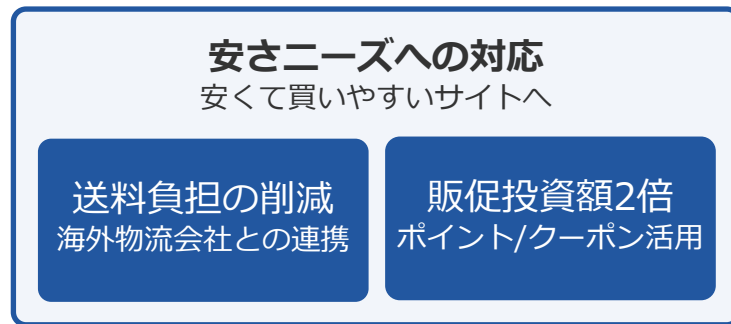 安さニーズへの対応
安くて買いやすいサイトへ
送料負担の削減
海外物流会社との連携
販促投資額2倍
ポイント/クーポン活用